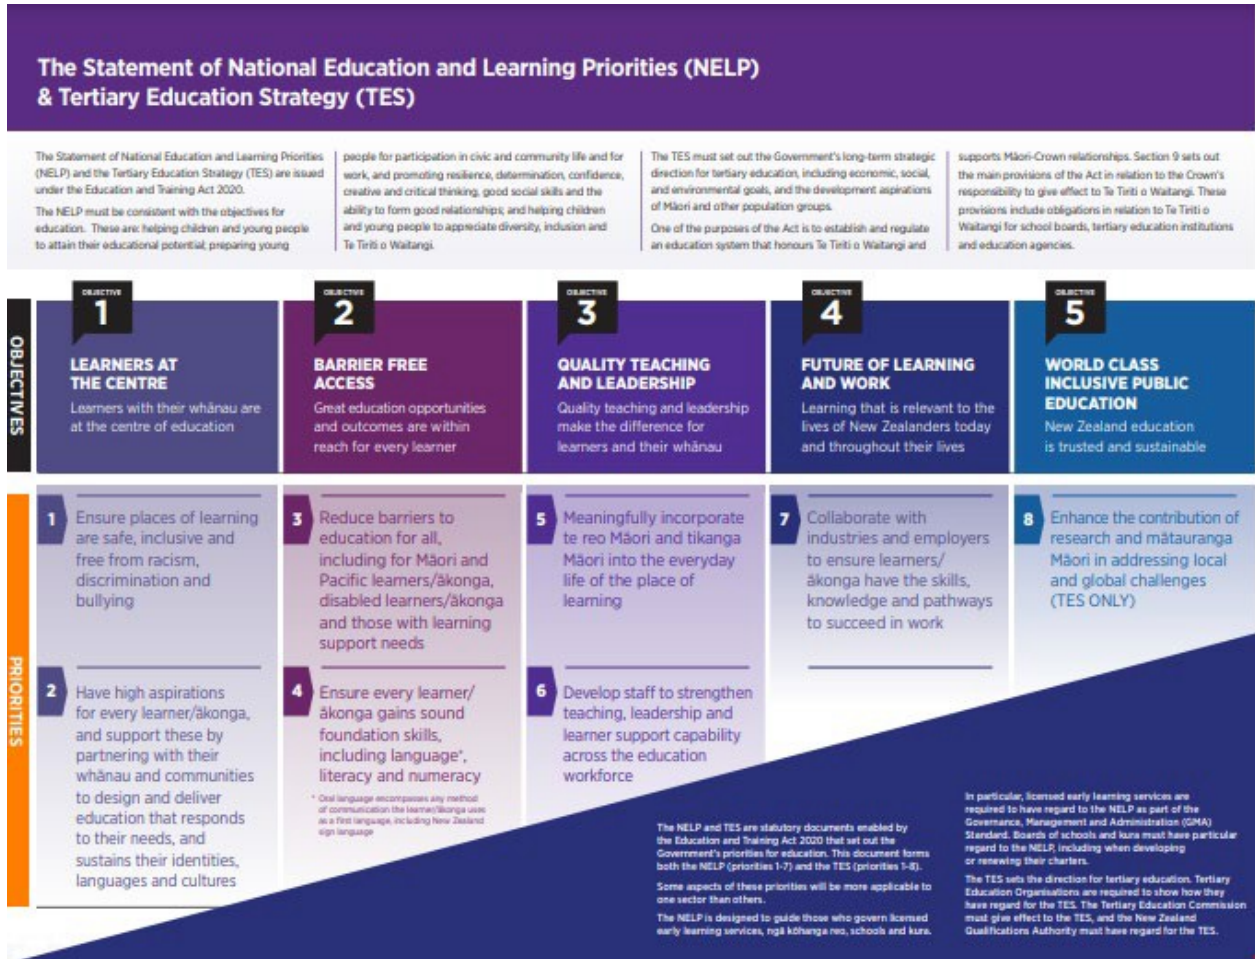 The Statement of National Education and Learning Priorities (NELP)
& Tertiary Education Strategy (TES)
The Statement of National Education and Learning Priorities
(NELP) and the Tertiary Education Strategy (TES) are issued
under the Education and Training Act 2020.
The NELP must be consistent with the objectives for
education. These are: helping children and young people
to attain their educational potential; preparing young
people for participation in civic and community life and for
work, and promoting resilience, determination, confidence,
creative and critical thinking, good social skills and the
ability to form good relationships; and helping children
and young people to appreciate diversity, inclusion and
Te Tiriti o Waitangi.
The TES must set out the Government's long-term strategic
direction for tertiary education, including economic, social,
and environmental goals, and the development aspirations
of Māori and other population groups.
One of the purposes of the Act is to establish and regulate
an education system that honours Te Tiriti o Waitangi and
supports Māori-Crown relationships. Section 9 sets out
the main provisions of the Act in relation to the Crown's
responsibility to give effect to Te Tiriti o Waitangi. These
provisions include obligations in relation to Te Tiriti o
Waitangi for school boards, tertiary education institutions
and education agencies.
OBJECTIVES
OBJECTIVE
1
LEARNERS AT
THE CENTRE
Learners with their whānau are
at the centre of education
OBJECTIVE
2
BARRIER FREE
ACCESS
Great education opportunities
and outcomes are within
reach for every learner
OBJECTIVE
3
QUALITY TEACHING
AND LEADERSHIP
Quality teaching and leadership
make the difference for
learners and their whānau
OBJECTIVE
4
FUTURE OF LEARNING
AND WORK
Learning that is relevant to the
lives of New Zealanders today
and throughout their lives
OBJECTIVE
5
WORLD CLASS
INCLUSIVE PUBLIC
EDUCATION
New Zealand education
is trusted and sustainable
PRIORITIES
1
Ensure places of learning
are safe, inclusive and
free from racism,
discrimination and
bullying
2
Have high aspirations
for every learner/ākonga,
and support these by
partnering with their
whānau and communities
to design and deliver
education that responds
to their needs, and
sustains their identities,
languages and cultures
3
Reduce barriers to
education for all,
including for Māori and
Pacific learners/ākonga,
disabled learners/ākonga
and those with learning
support needs
4
Ensure every learner/
ākonga gains sound
foundation skills,
including language*,
literacy and numeracy
* Oral language encompasses any method
of communication the learner/ākonga uses
as a first language, including New Zealand
sign language
5
Meaningfully incorporate
te reo Māori and tikanga
Māori into the everyday
life of the place of
learning
6
Develop staff to strengthen
teaching, leadership and
learner support capability
across the education
workforce
7
Collaborate with
industries and employers
to ensure learners/
ākonga have the skills,
knowledge and pathways
to succeed in work
8
Enhance the contribution of
research and mātauranga
Māori in addressing local
and global challenges
(TES ONLY)
The NELP and TES are statutory documents enabled by
the Education and Training Act 2020 that set out the
Government's priorities for education. This document forms
both the NELP (priorities 1-7) and the TES (priorities 1-8).
Some aspects of these priorities will be more applicable to
one sector than others.
The NELP is designed to guide those who govern licensed
early learning services, ngā kōhanga reo, schools and kura.
In particular, licensed early learning services are
required to have regard to the NELP as part of the
Governance, Management and Administration (GMA)
Standard. Boards of schools and kura must have particular
regard to the NELP, including when developing
or renewing their charters.
The TES sets the direction for tertiary education. Tertiary
Education Organisations are required to show how they
have regard for the TES. The Tertiary Education Commission
must give effect to the TES, and the New Zealand
Qualifications Authority must have regard for the TES.